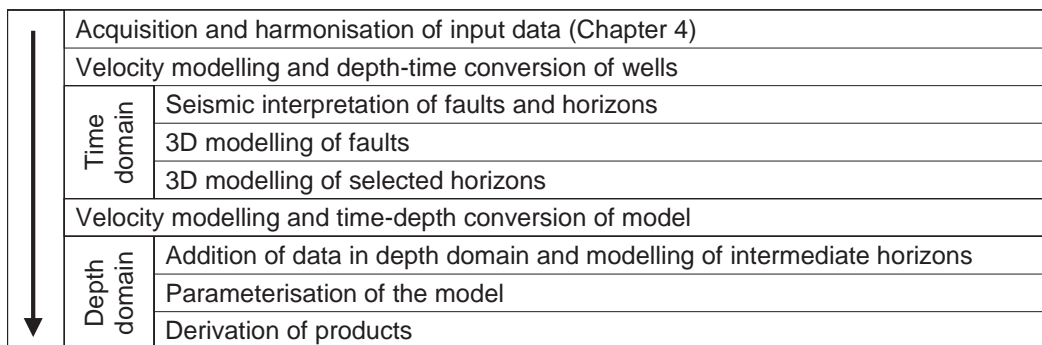 Acquisition and harmonisation of input data (Chapter 4)
Velocity modelling and depth-time conversion of wells
Time
domain
Seismic interpretation of faults and horizons
3D modelling of faults
3D modelling of selected horizons
Velocity modelling and time-depth conversion of model
Depth
domain
Addition of data in depth domain and modelling of intermediate horizons
Parameterisation of the model
Derivation of products